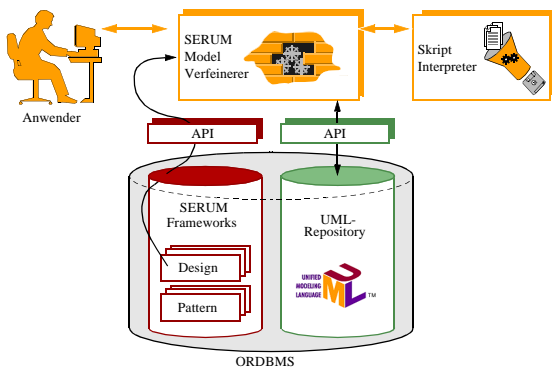 SERUM
Model
Verfeinerer
Skript
Interpreter
Anwender
API
API
SERUM
Frameworks
UML-
Repository
Design
Pattern
UNIFIED
MODELING
LANGUAGE
UML TM
ORDBMS